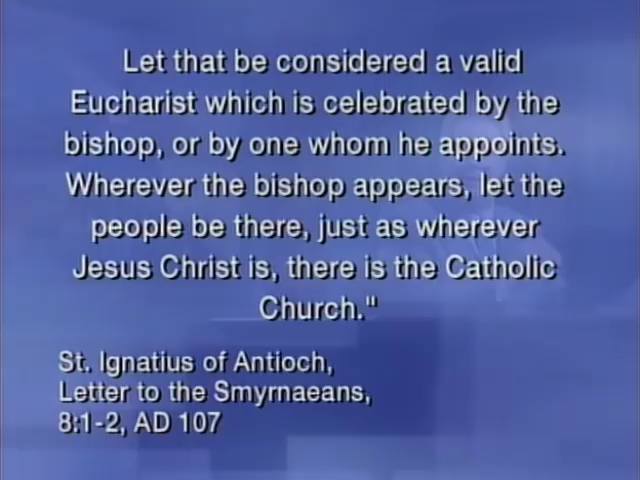 Let that be considered a valid
Eucharist which is celebrated by the
bishop, or by one whom he appoints.
Wherever the bishop appears, let the
people be there, just as wherever
Jesus Christ is, there is the Catholic
Church."
St. Ignatius of Antioch,
Letter to the Smyrnaeans,
8:1-2, AD 107